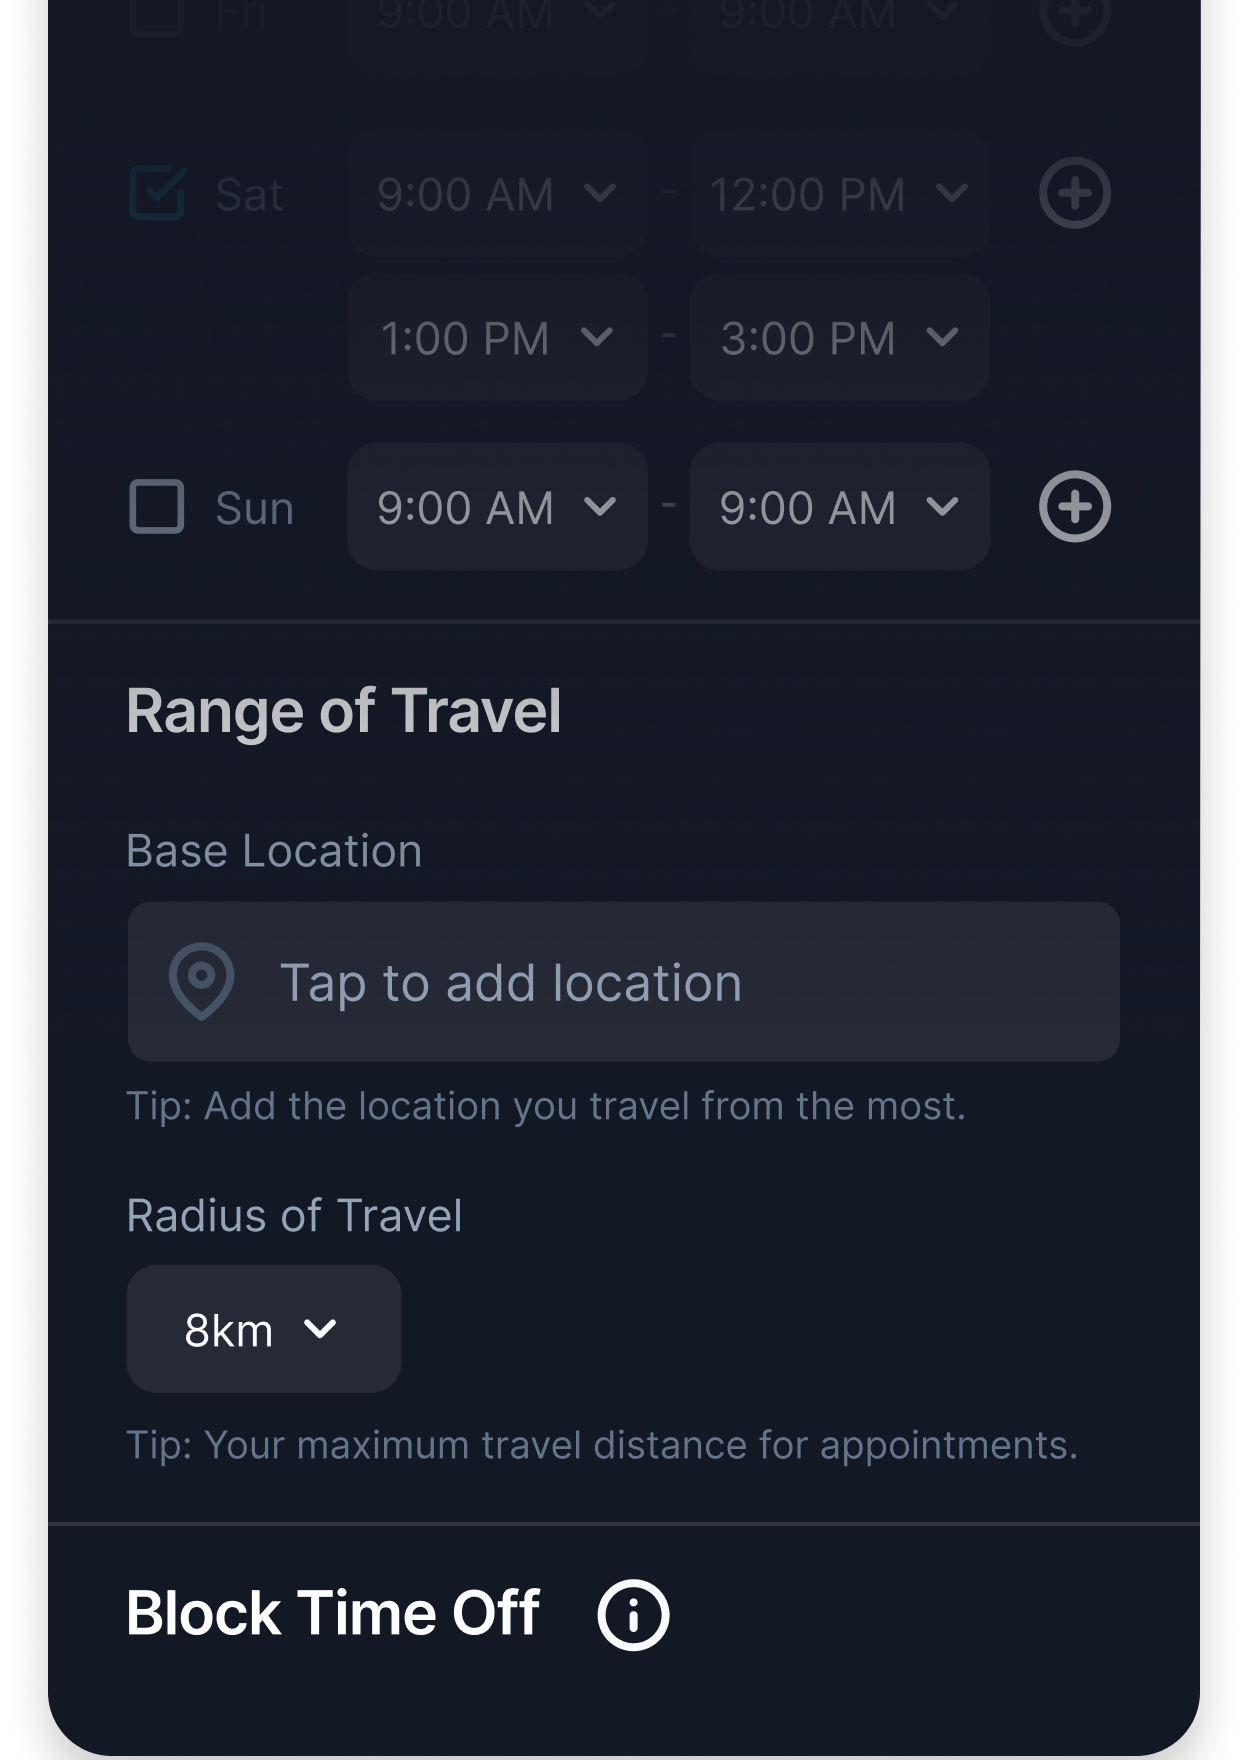 Fri 9:00 AM - 9:00 AM
Sat 9:00 AM - 12:00 PM
1:00 PM - 3:00 PM
Sun 9:00 AM - 9:00 AM
Range of Travel
Base Location
Tap to add location
Tip: Add the location you travel from the most.
Radius of Travel
8km
Tip: Your maximum travel distance for appointments.
Block Time Off